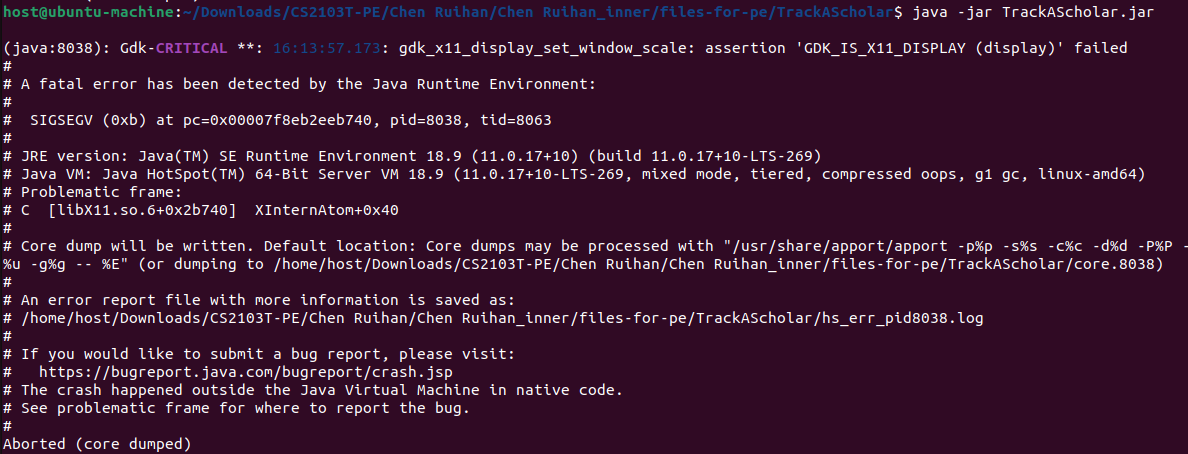 host@ubuntu-machine:~/Downloads/CS2103T-PE/Chen Ruihan/Chen Ruihan_inner/files-for-pe/TrackAScholar$ java -jar TrackAScholar.jar
(java:8038): Gdk-CRITICAL **: 16:13:57.173: gdk_x11_display_set_window_scale: assertion 'GDK_IS_X11_DISPLAY (display)' failed
#
# A fatal error has been detected by the Java Runtime Environment:
#
#  SIGSEGV (0xb) at pc=0x00007f8eb2eeb740, pid=8038, tid=8063
#
# JRE version: Java(TM) SE Runtime Environment 18.9 (11.0.17+10) (build 11.0.17+10-LTS-269)
# Java VM: Java HotSpot(TM) 64-Bit Server VM 18.9 (11.0.17+10-LTS-269, mixed mode, tiered, compressed oops, g1 gc, linux-amd64)
# Problematic frame:
# C  [libX11.so.6+0x2b740]  XInternAtom+0x40
#
# Core dump will be written. Default location: Core dumps may be processed with "/usr/share/apport/apport -p%p -s%s -c%c -d%d -P%P -
%u -g%g -- %E" (or dumping to /home/host/Downloads/CS2103T-PE/Chen Ruihan/Chen Ruihan_inner/files-for-pe/TrackAScholar/core.8038)
#
# An error report file with more information is saved as:
# /home/host/Downloads/CS2103T-PE/Chen Ruihan/Chen Ruihan_inner/files-for-pe/TrackAScholar/hs_err_pid8038.log
#
# If you would like to submit a bug report, please visit:
#   https://bugreport.java.com/bugreport/crash.jsp
# The crash happened outside the Java Virtual Machine in native code.
# See problematic frame for where to report the bug.
#
Aborted (core dumped)